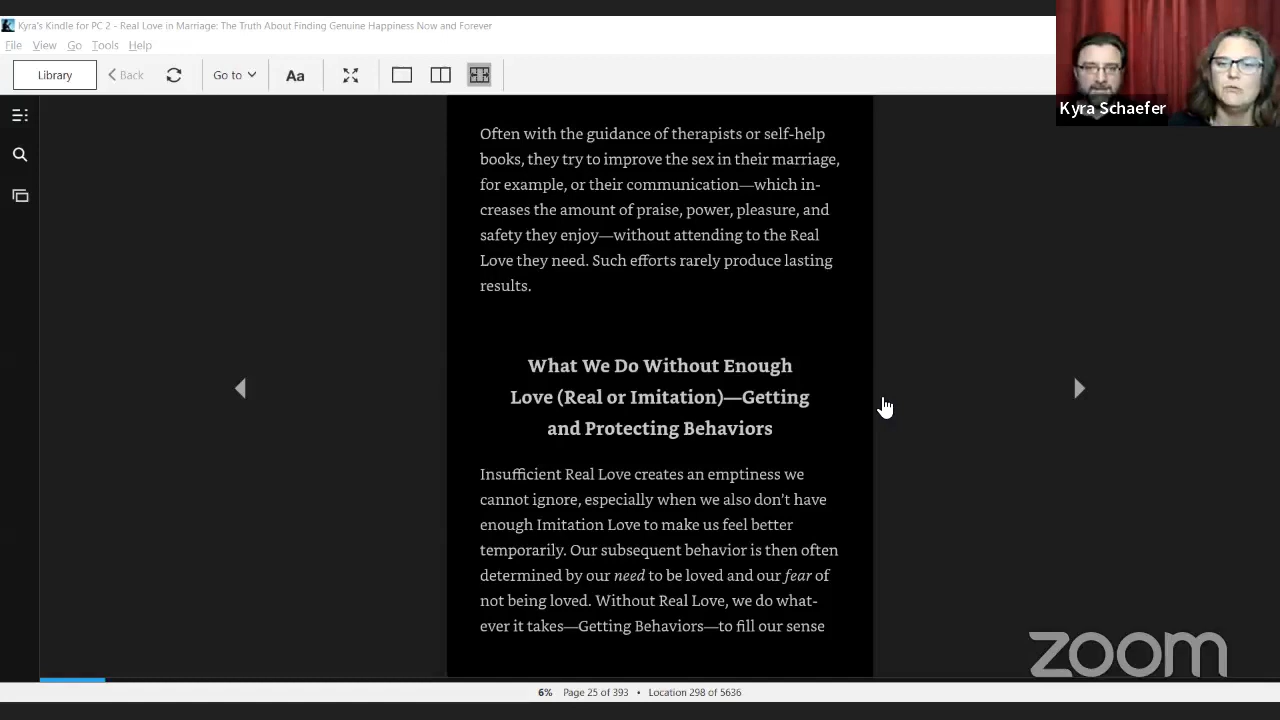 Kyra's Kindle for PC 2 - Real Love in Marriage: The Truth About Finding Genuine Happiness Now and Forever
File View Go Tools Help
Library Back Go to Aa
Kyra Schaefer
Often with the guidance of therapists or self-help
books, they try to improve the sex in their marriage,
for example, or their communication—which in-
creases the amount of praise, power, pleasure, and
safety they enjoy—without attending to the Real
Love they need. Such efforts rarely produce lasting
results.
What We Do Without Enough
Love (Real or Imitation)—Getting
and Protecting Behaviors
Insufficient Real Love creates an emptiness we
cannot ignore, especially when we also don’t have
enough Imitation Love to make us feel better
temporarily. Our subsequent behavior is then often
determined by our need to be loved and our fear of
not being loved. Without Real Love, we do what-
ever it takes—Getting Behaviors—to fill our sense
zoom
6% Page 25 of 393 • Location 298 of 5636